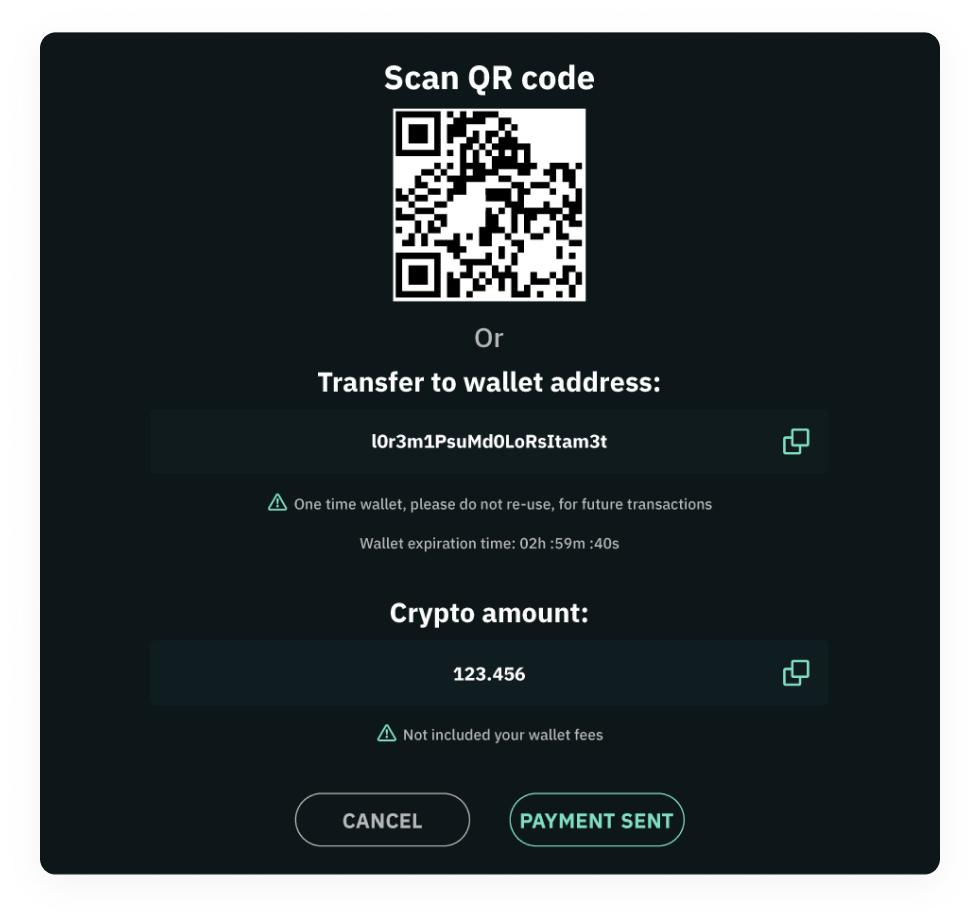 Scan QR code
Or
Transfer to wallet address:
l0r3m1PsuMd0LoRsItam3t
One time wallet, please do not re-use, for future transactions
Wallet expiration time: 02h :59m :40s
Crypto amount:
123.456
Not included your wallet fees
CANCEL
PAYMENT SENT